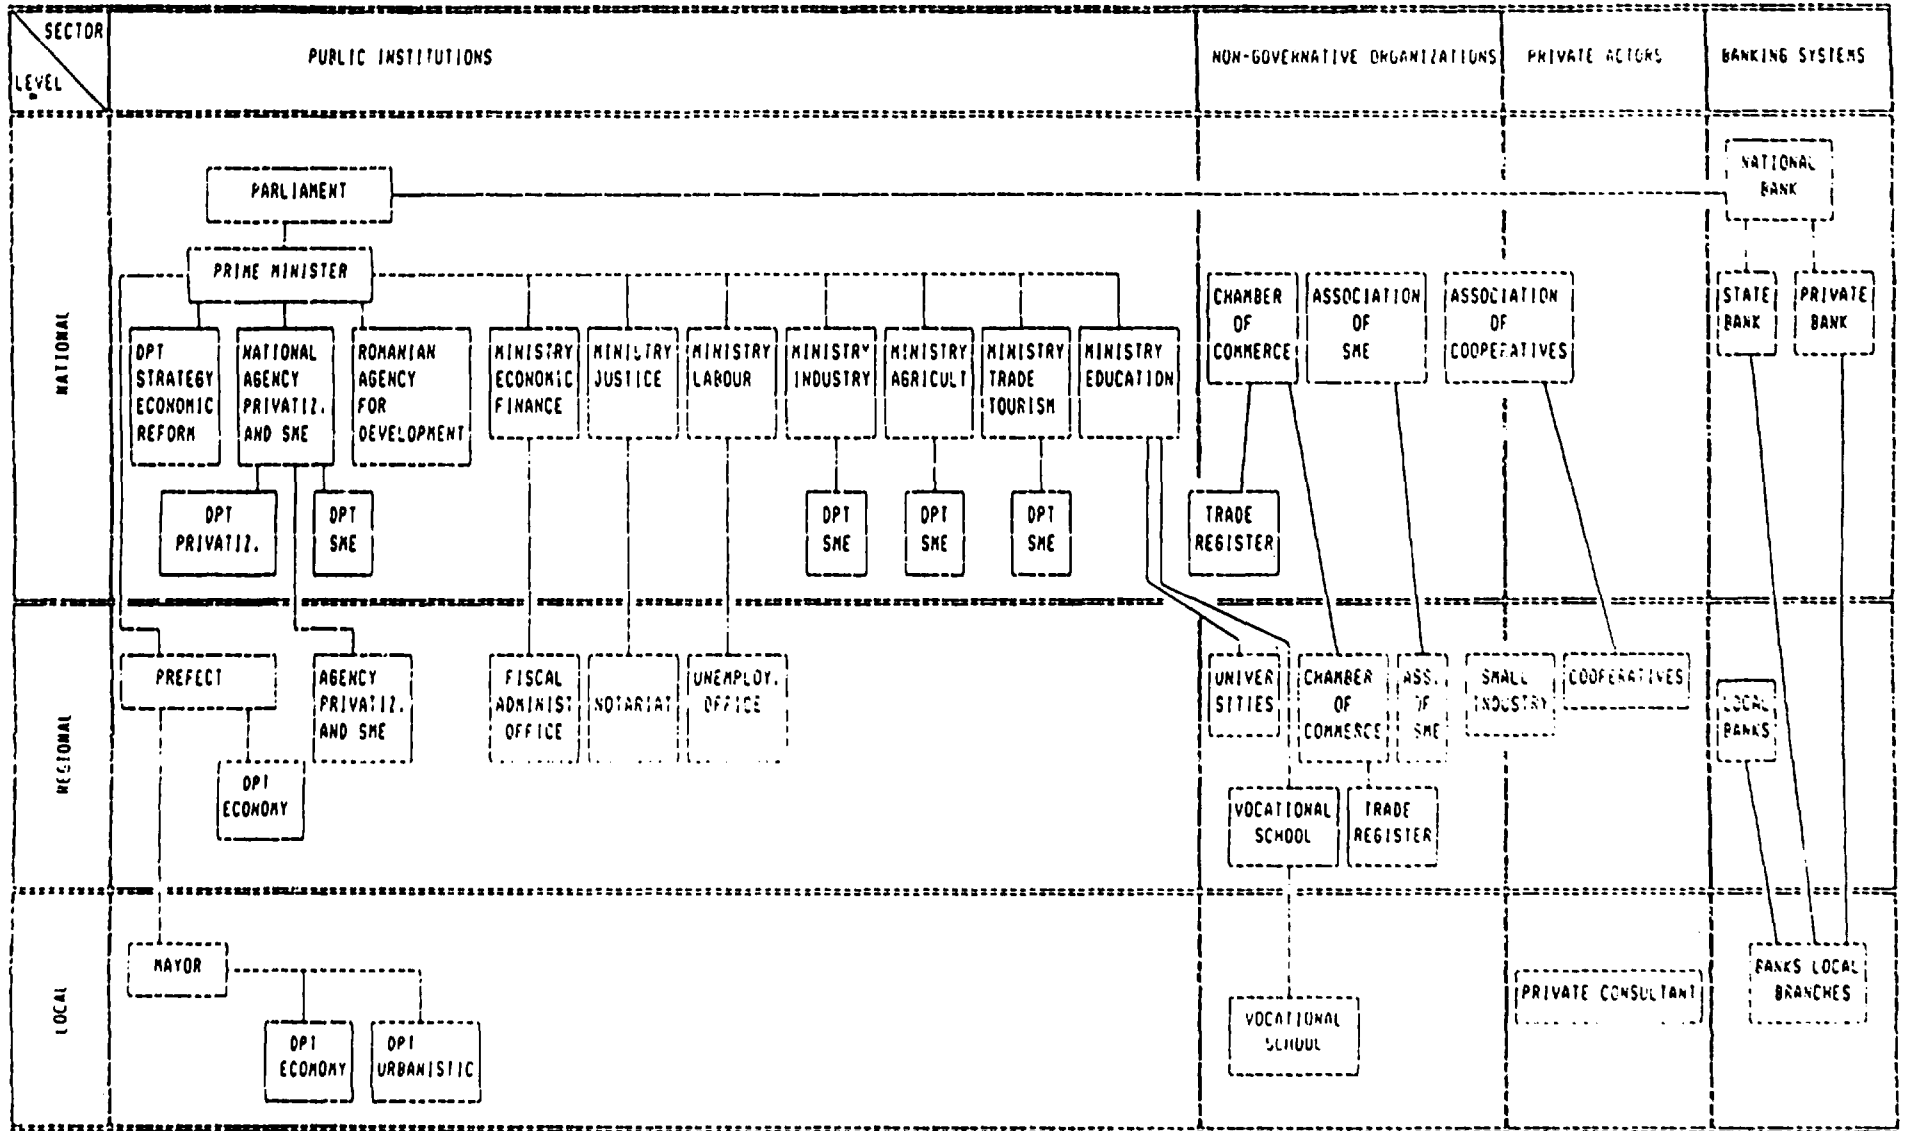 SECTOR
LEVEL
PUBLIC INSTITUTIONS
NON-GOVERNATIVE ORGANIZATIONS
PRIVATE ACTORS
BANKING SYSTEMS
NATIONAL
PARLIAMENT
NATIONAL
BANK
PRIME MINISTER
DPT
STRATEGY
ECONOMIC
REFORM
NATIONAL
AGENCY
PRIVATIZ.
AND SME
ROMANIAN
AGENCY
FOR
DEVELOPMENT
MINISTRY
ECONOMIC
FINANCE
MINISTRY
JUSTICE
MINISTRY
LABOUR
MINISTRY
INDUSTRY
MINISTRY
AGRICULT
MINISTRY
TRADE
TOURISM
MINISTRY
EDUCATION
CHAMBER
OF
COMMERCE
ASSOCIATION
OF
SME
ASSOCIATION
OF
COOPERATIVES
STATE
BANK
PRIVATE
BANK
DPT
PRIVATIZ.
DPT
SME
DPT
SME
DPT
SME
DPT
SME
TRADE
REGISTER
REGIONAL
PREFECT
AGENCY
PRIVATIZ.
AND SME
FISCAL
ADMINIST
OFFICE
NOTARIAT
UNEMPLOY.
OFFICE
UNIVER
SITIES
CHAMBER
OF
COMMERCE
ASS.
OF
SME
SMALL
INDUSTRY
COOPERATIVES
LOCAL
BANKS
DPT
ECONOMY
VOCATIONAL
SCHOOL
TRADE
REGISTER
LOCAL
MAYOR
DPT
ECONOMY
DPT
URBANISTIC
VOCATIONAL
SCHOOL
PRIVATE CONSULTANT
BANKS LOCAL
BRANCHES